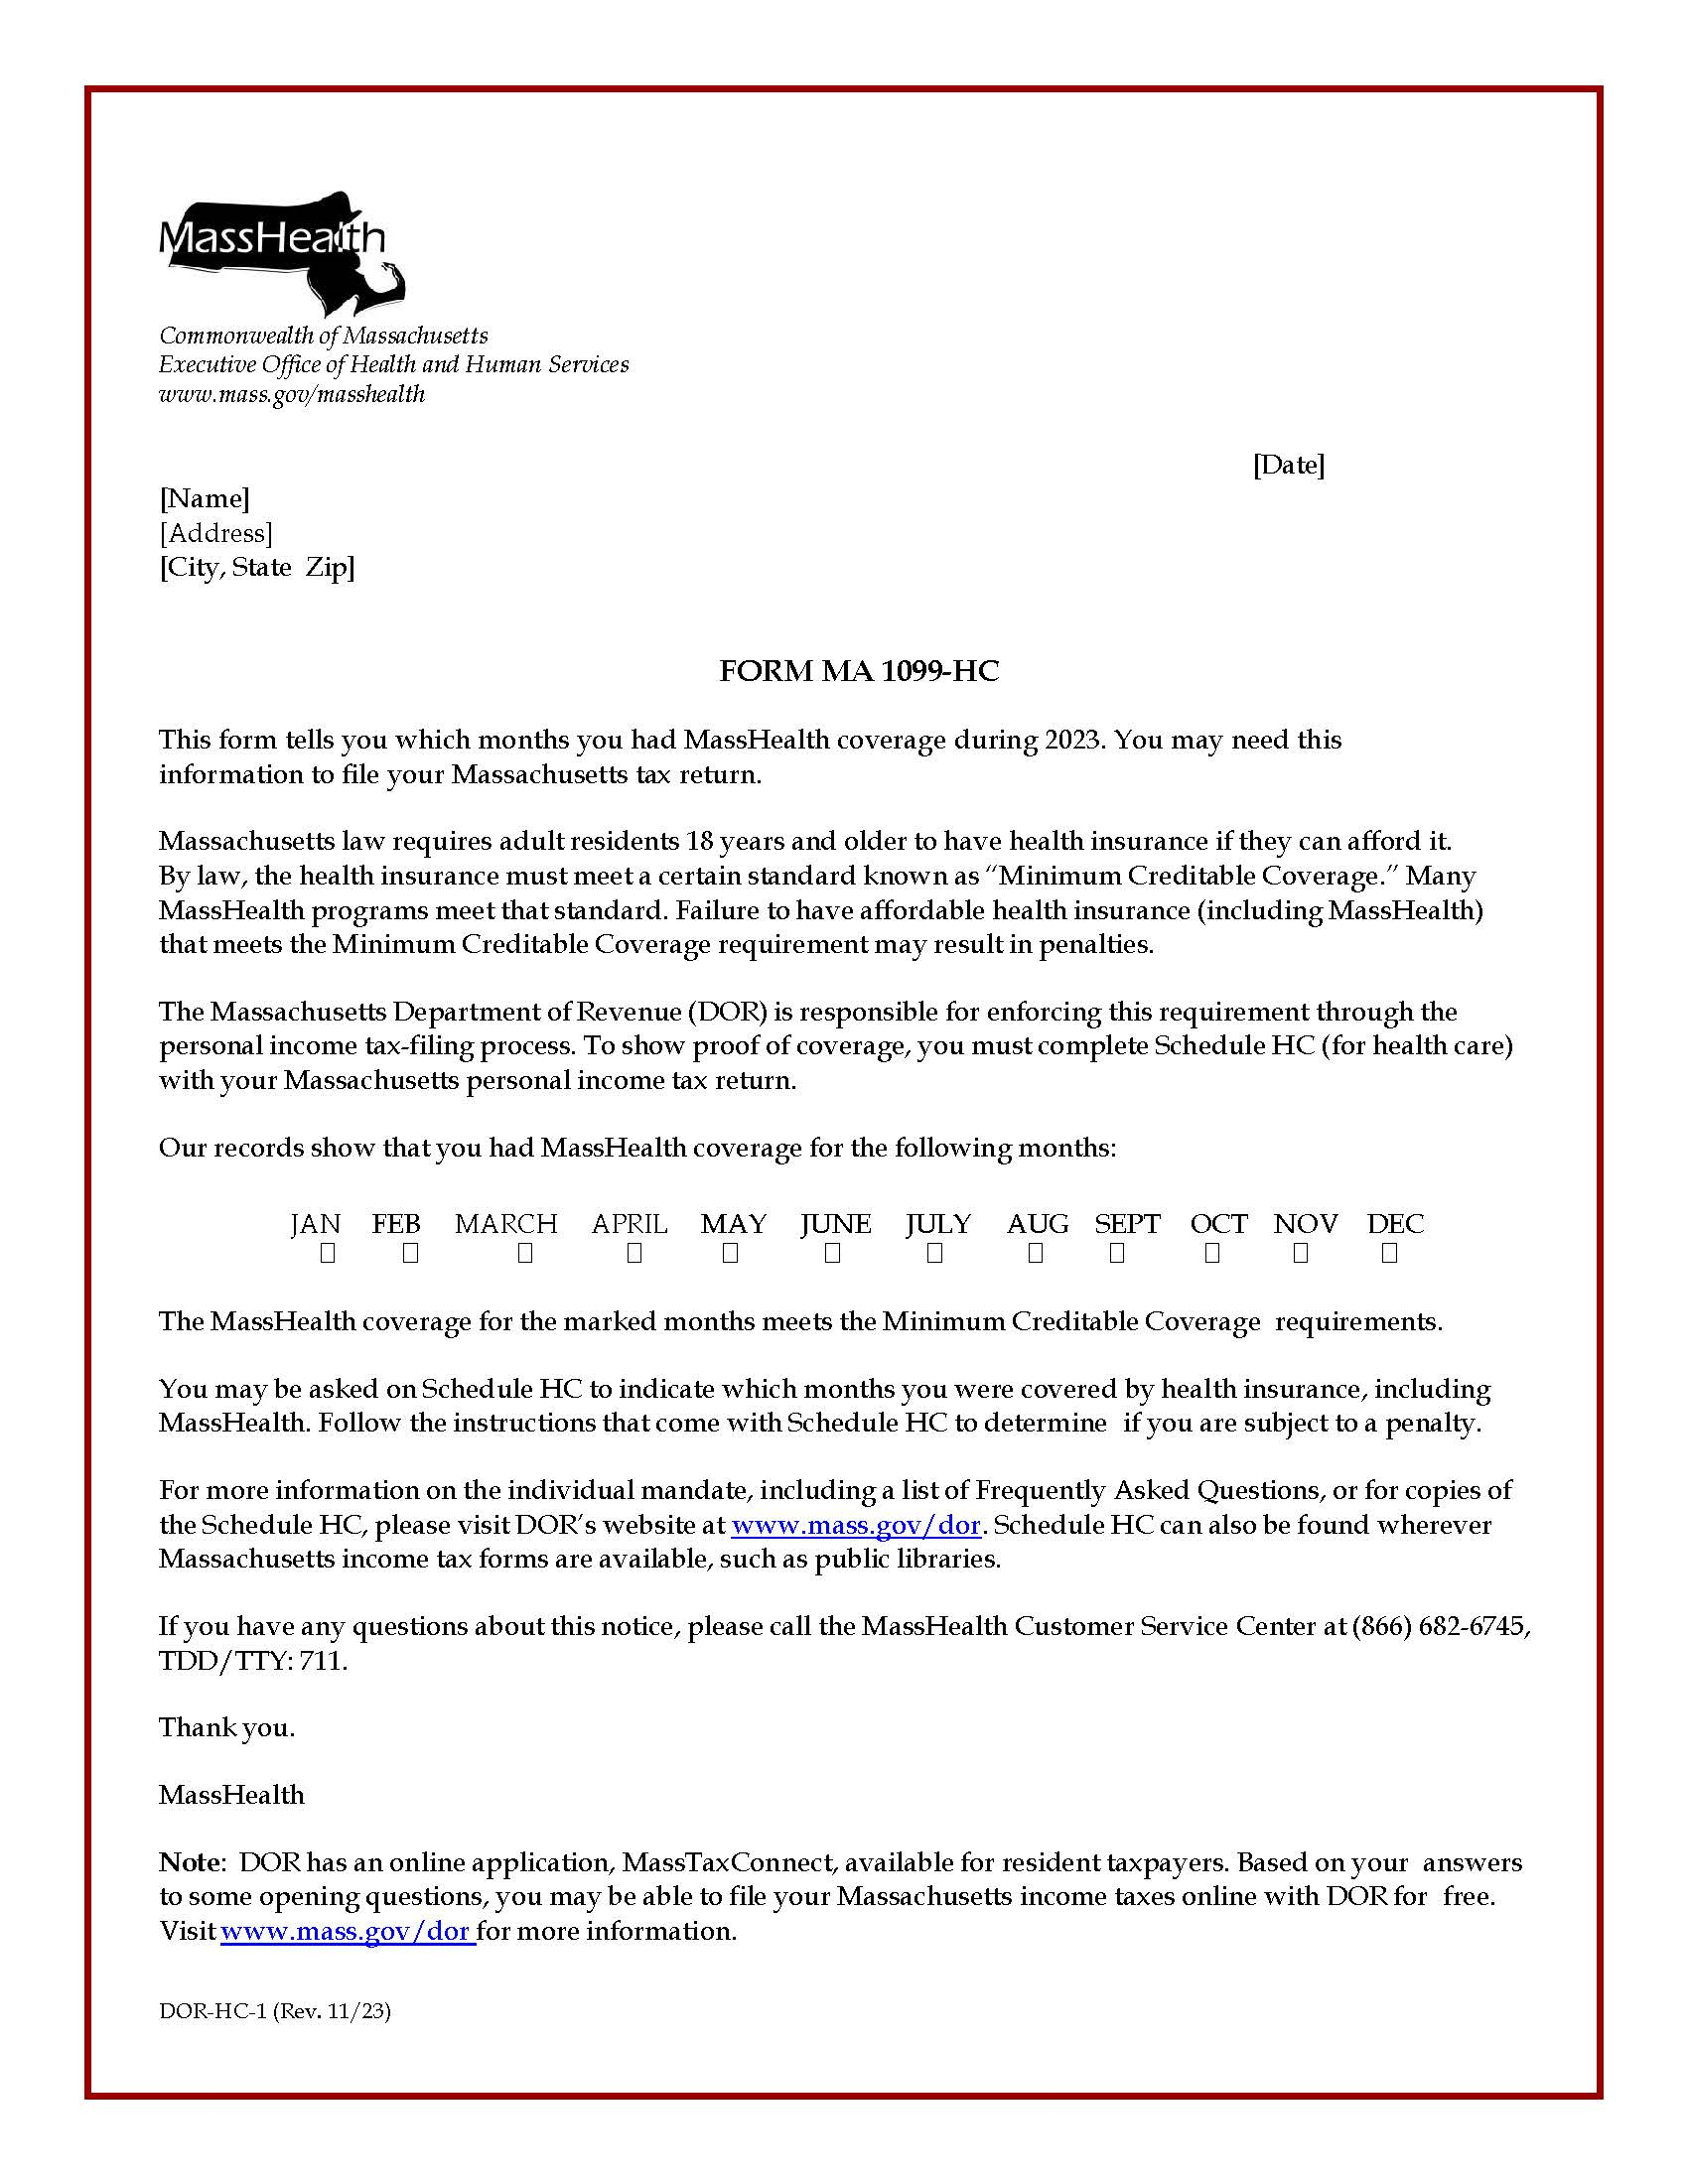 MassHealth
Commonwealth of Massachusetts
Executive Office of Health and Human Services
www.mass.gov/masshealth
[Date]
[Name]
[Address]
[City, State Zip]
FORM MA 1099-HC
This form tells you which months you had MassHealth coverage during 2023. You may need this
information to file your Massachusetts tax return.
Massachusetts law requires adult residents 18 years and older to have health insurance if they can afford it.
By law, the health insurance must meet a certain standard known as “Minimum Creditable Coverage.” Many
MassHealth programs meet that standard. Failure to have affordable health insurance (including MassHealth)
that meets the Minimum Creditable Coverage requirement may result in penalties.
The Massachusetts Department of Revenue (DOR) is responsible for enforcing this requirement through the
personal income tax-filing process. To show proof of coverage, you must complete Schedule HC (for health care)
with your Massachusetts personal income tax return.
Our records show that you had MassHealth coverage for the following months:
JAN FEB MARCH APRIL MAY JUNE JULY AUG SEPT OCT NOV DEC
The MassHealth coverage for the marked months meets the Minimum Creditable Coverage requirements.
You may be asked on Schedule HC to indicate which months you were covered by health insurance, including
MassHealth. Follow the instructions that come with Schedule HC to determine if you are subject to a penalty.
For more information on the individual mandate, including a list of Frequently Asked Questions, or for copies of
the Schedule HC, please visit DOR’s website at www.mass.gov/dor. Schedule HC can also be found wherever
Massachusetts income tax forms are available, such as public libraries.
If you have any questions about this notice, please call the MassHealth Customer Service Center at (866) 682-6745,
TDD/TTY: 711.
Thank you.
MassHealth
Note: DOR has an online application, MassTaxConnect, available for resident taxpayers. Based on your answers
to some opening questions, you may be able to file your Massachusetts income taxes online with DOR for free.
Visit www.mass.gov/dor for more information.
DOR-HC-1 (Rev. 11/23)